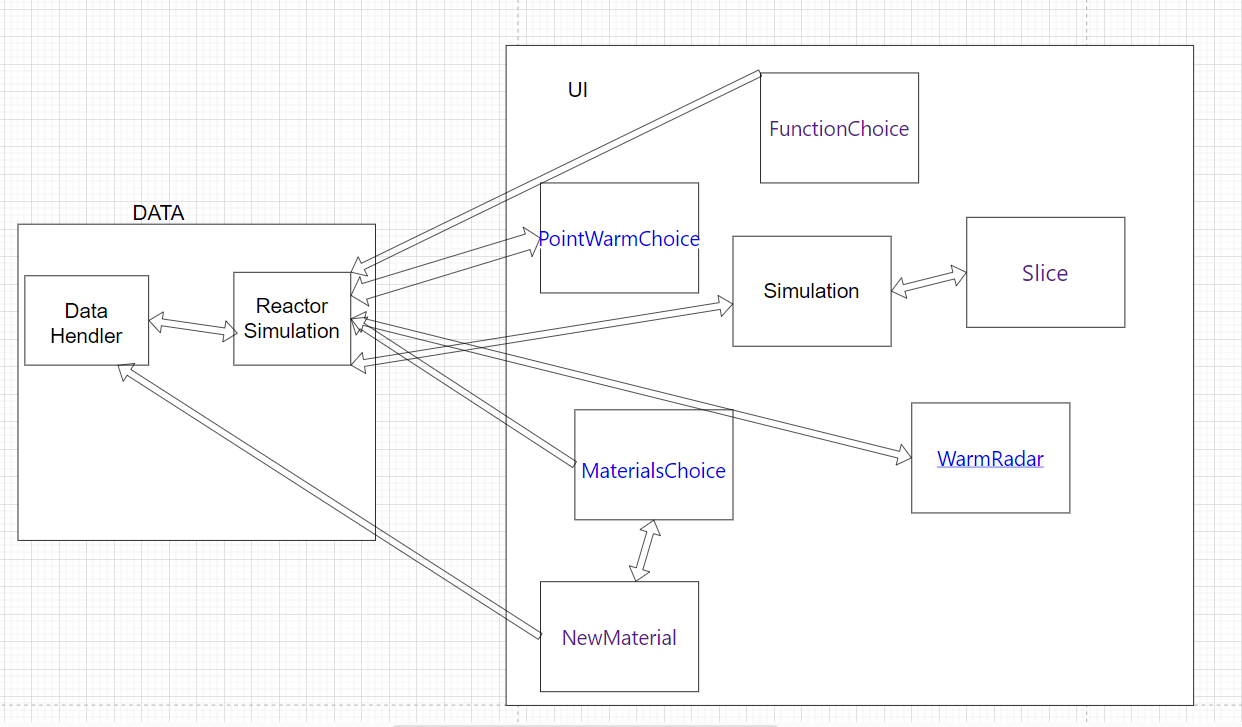 UI
FunctionChoice
DATA
PointWarmChoice
Simulation
Slice
Data
Hendler
Reactor
Simulation
MaterialsChoice
WarmRadar
NewMaterial